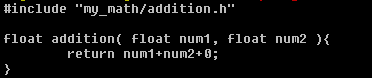 #include "my_math/addition.h"
float addition( float num1, float num2 ){
return num1+num2+0;
}